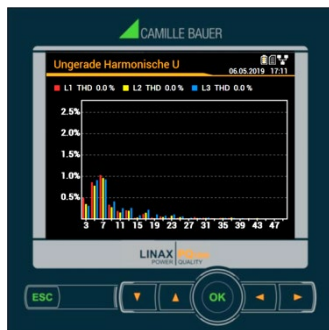 CAMILLE BAUER
Ungerade Harmonische U
06.05.2019 17:11
L1 THD 0.0 % L2 THD 0.0 % L3 THD 0.0 %
2.5%
2.0%
1.5%
1.0%
0.5%
3 7 11 15 19 23 27 31 35 39 43 47
LINAX
POWER QUALITY
ESC
OK